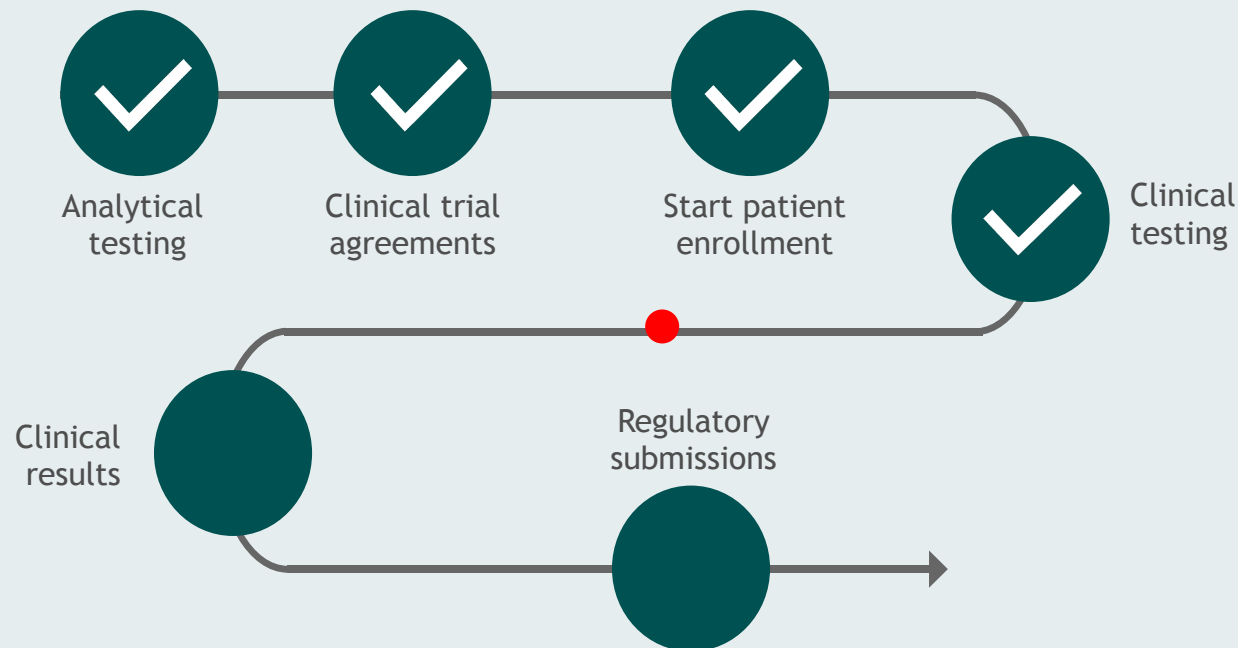 Analytical
testing
Clinical trial
agreements
Start patient
enrollment
Clinical
testing
Clinical
results
Regulatory
submissions